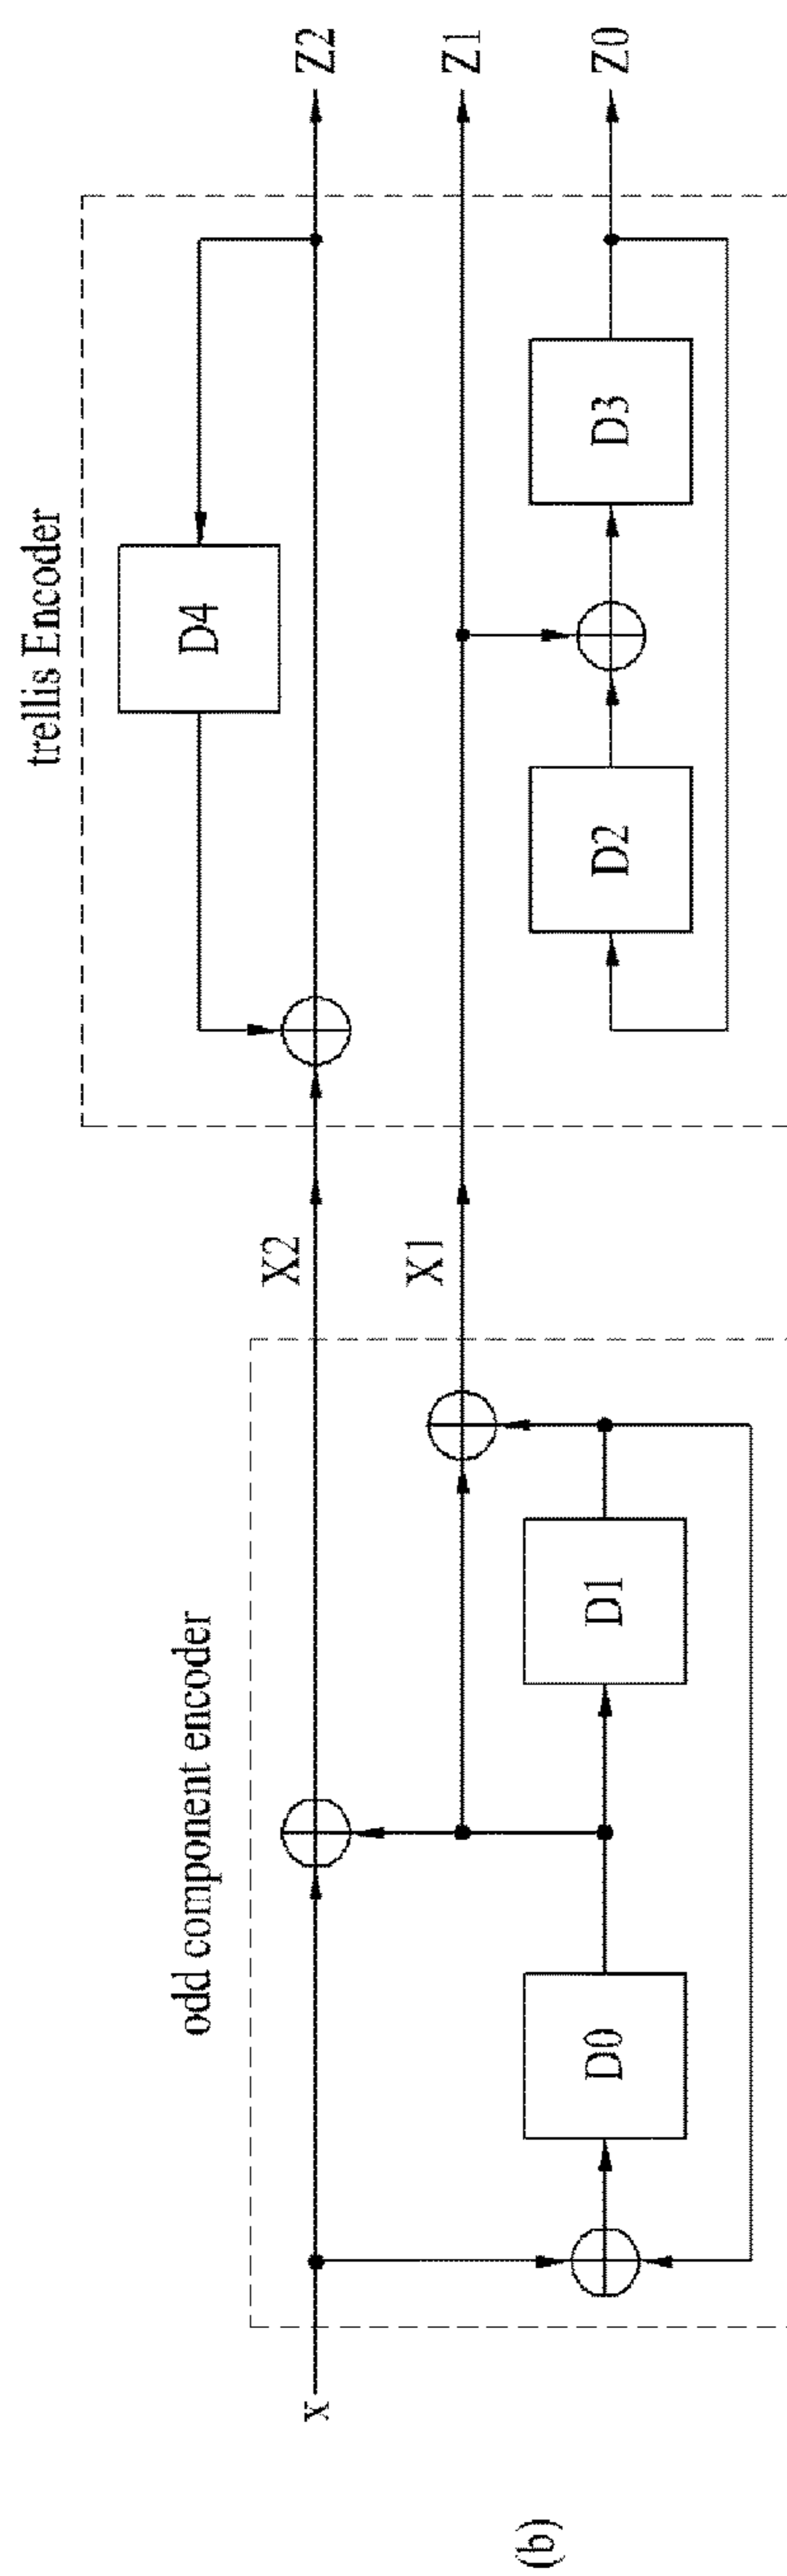 (b)
odd component encoder
trellis Encoder
x
X2
X1
D0
D1
D4
D2
D3
Z2
Z1
Z0